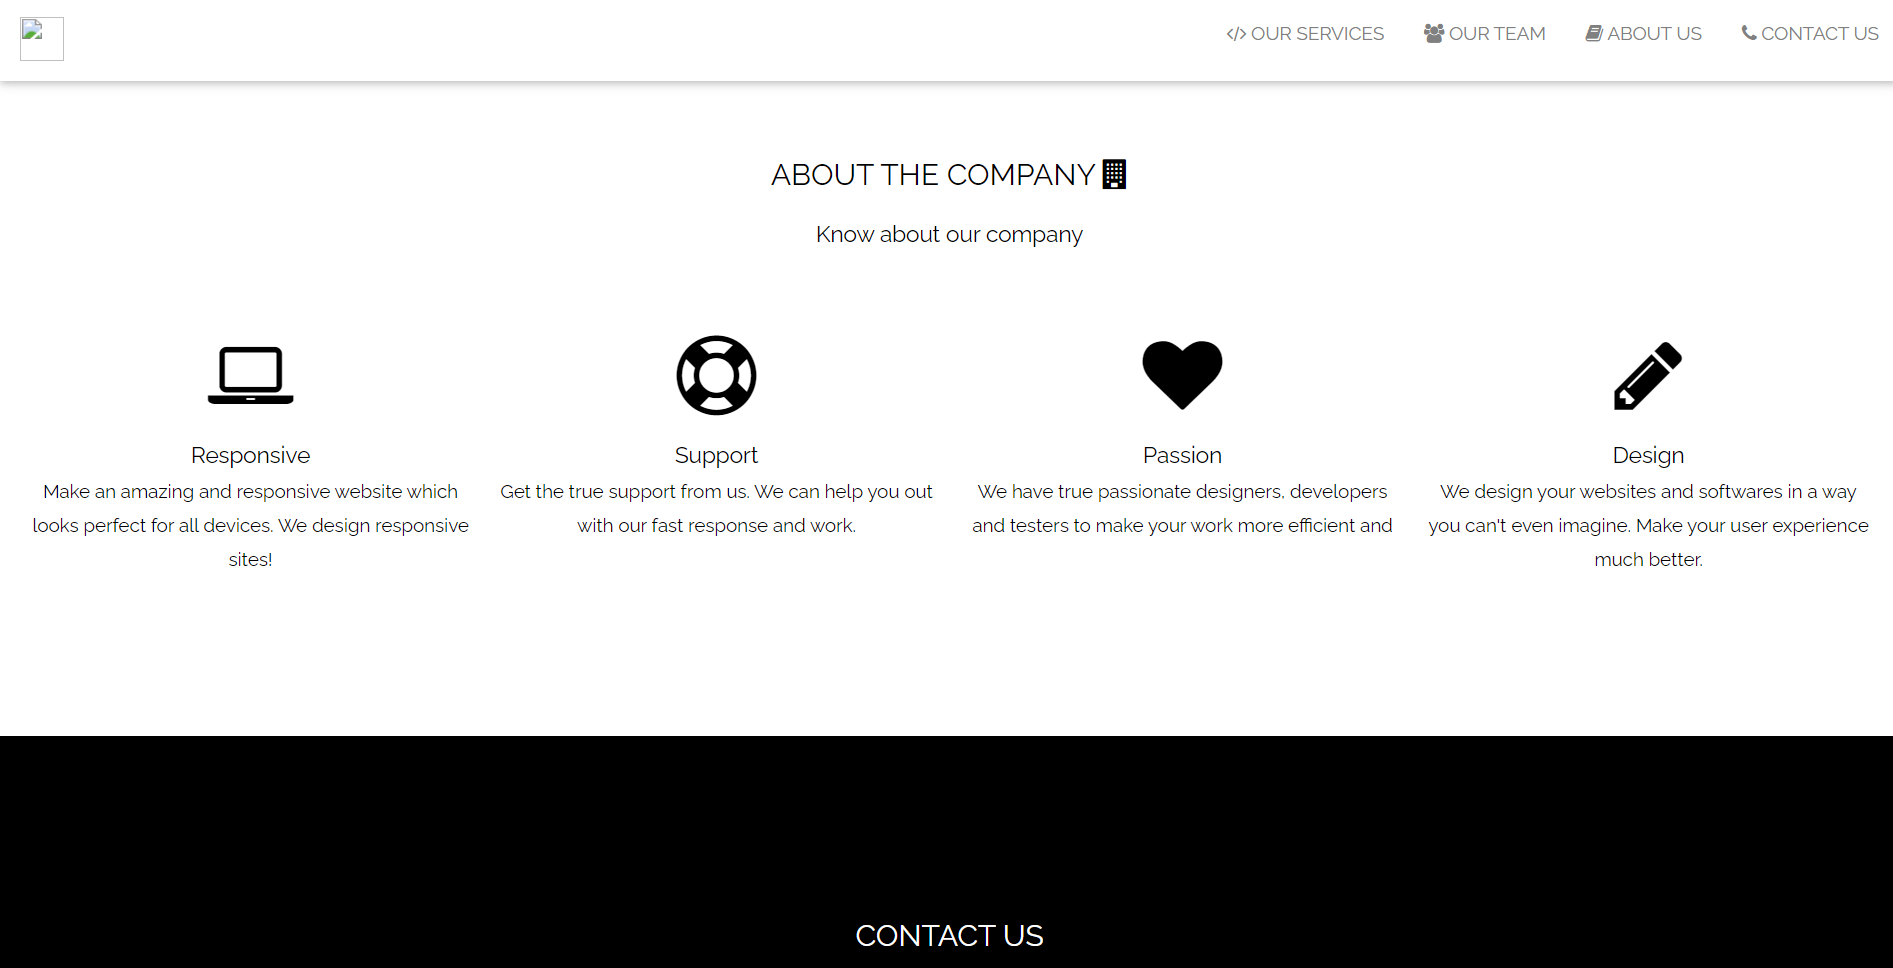 OUR SERVICES OUR TEAM ABOUT US CONTACT US
ABOUT THE COMPANY
Know about our company
Responsive
Make an amazing and responsive website which
looks perfect for all devices. We design responsive
sites!
Support
Get the true support from us. We can help you out
with our fast response and work.
Passion
We have true passionate designers, developers
and testers to make your work more efficient and
Design
We design your websites and softwares in a way
you can't even imagine. Make your user experience
much better.
CONTACT US